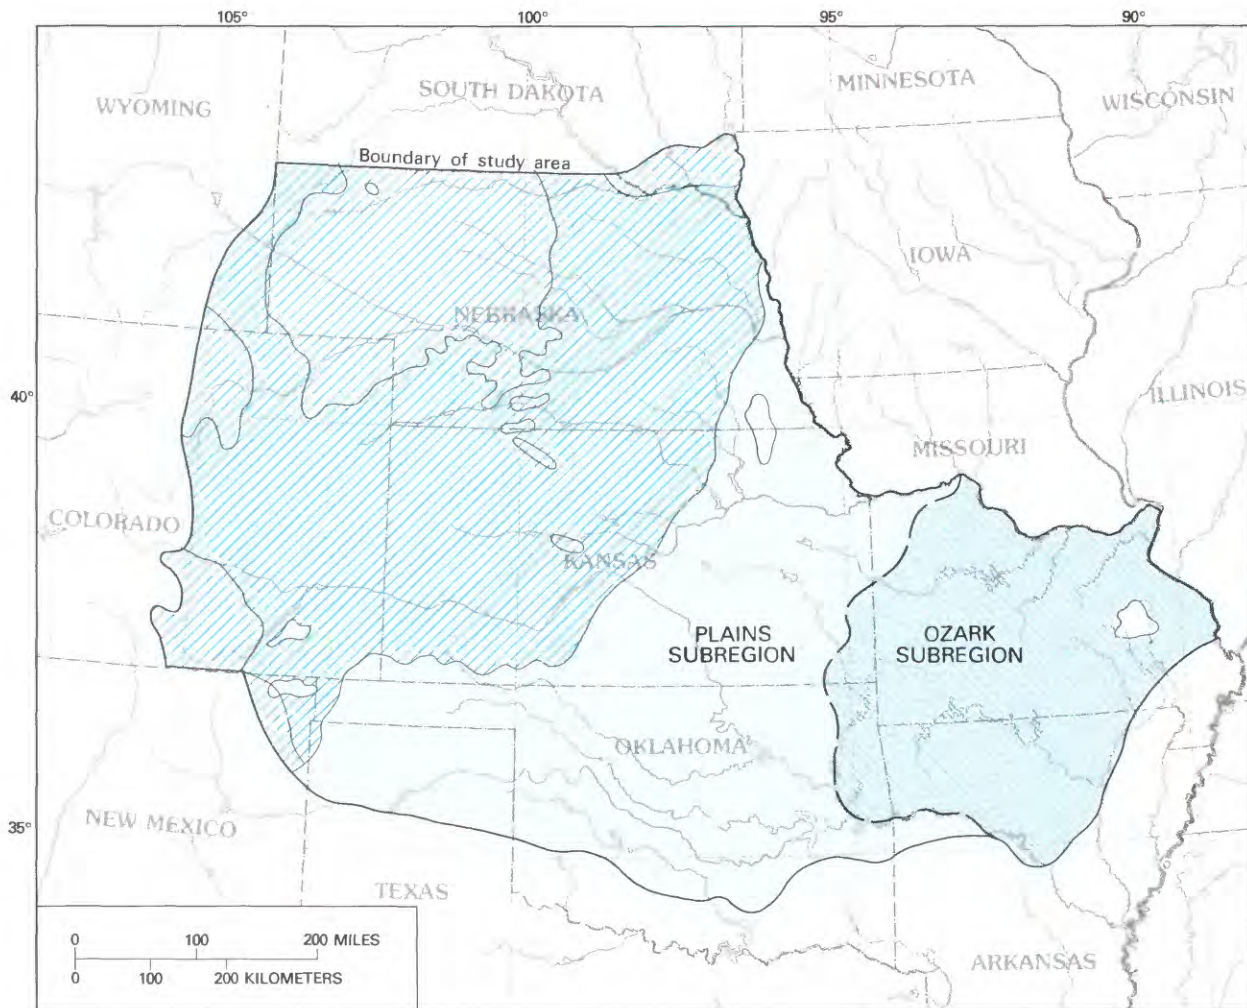 105°
100°
95°
90°
WYOMING
SOUTH DAKOTA
MINNESOTA
WISCONSIN
Boundary of study area
IOWA
NEBRASKA
40°
ILLINOIS
MISSOURI
COLORADO
KANSAS
PLAINS
SUBREGION
OZARK
SUBREGION
OKLAHOMA
35°
NEW MEXICO
TEXAS
ARKANSAS
0 100 200 MILES
0 100 200 KILOMETERS